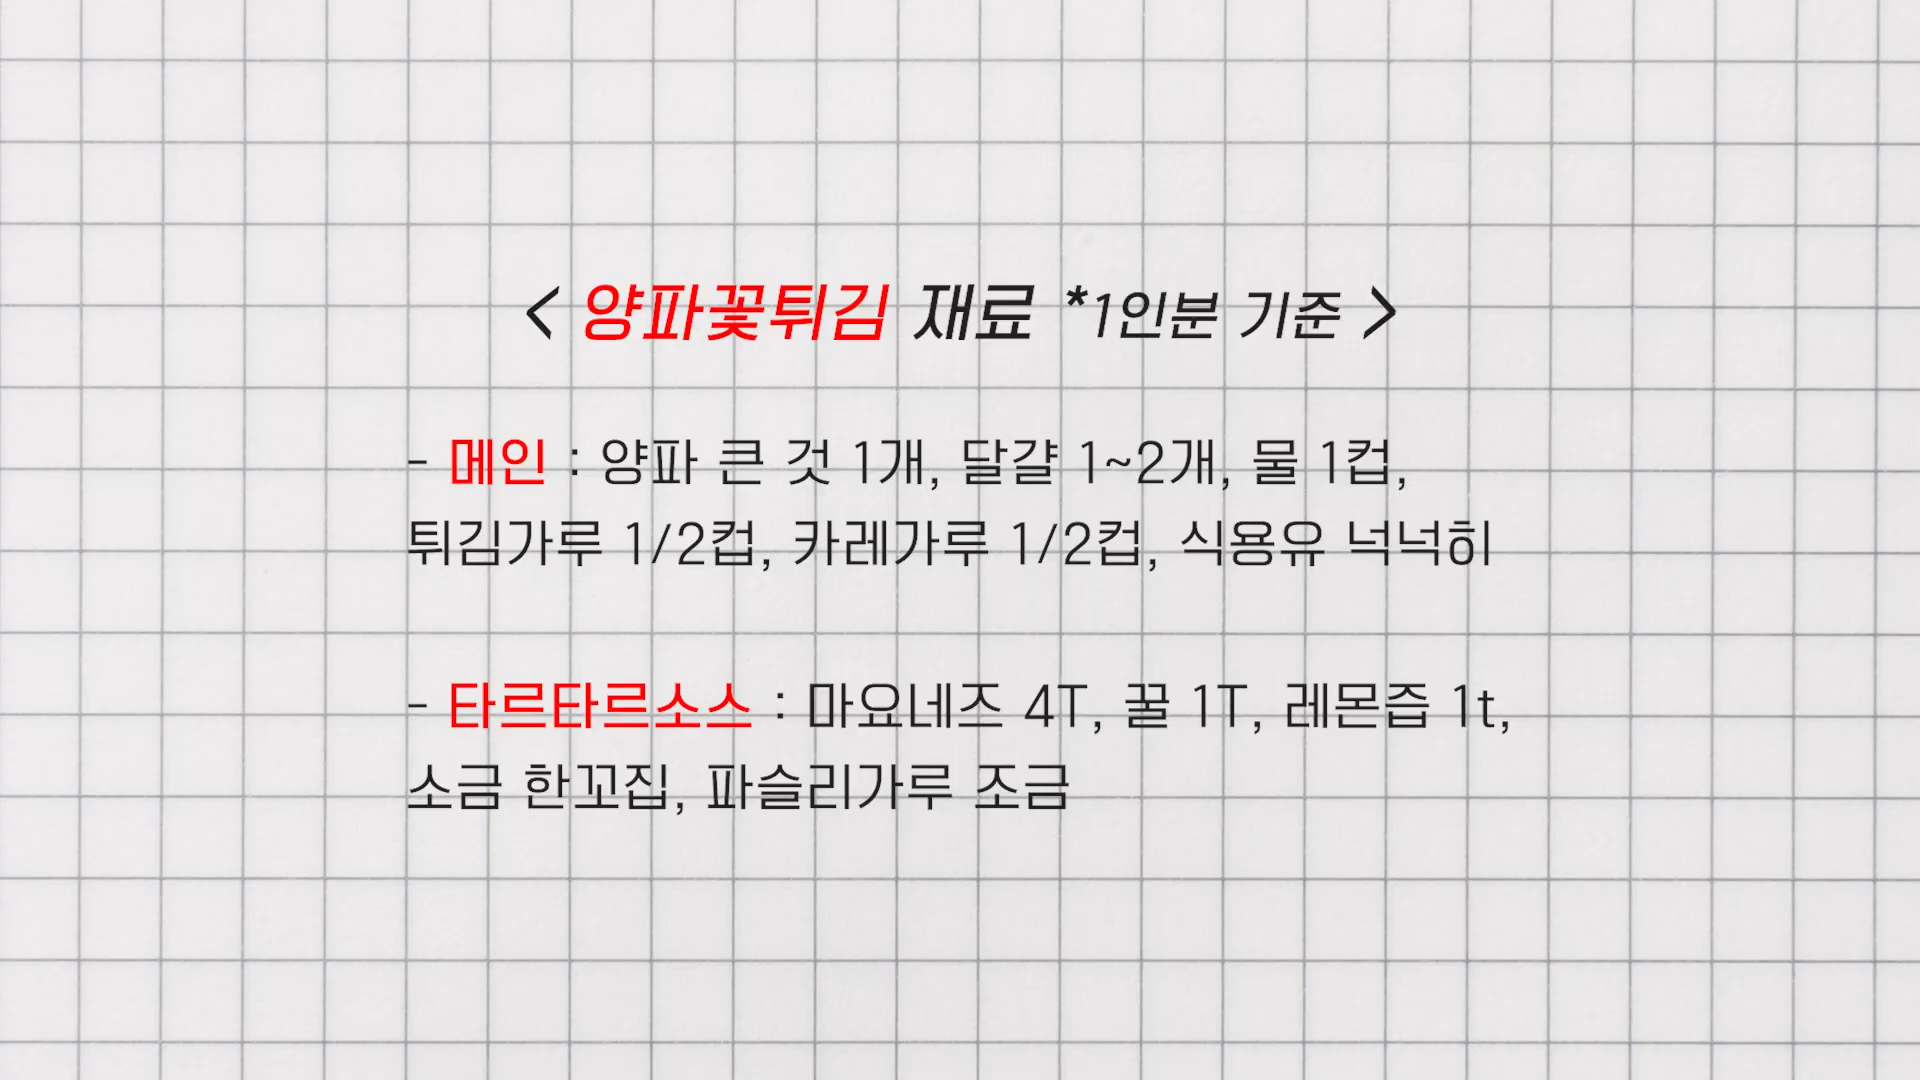 < 양파꽃튀김 재료 *1인분 기준 >
- 메인 : 양파 큰 것 1개, 달걀 1~2개, 물 1컵,
튀김가루 1/2컵, 카레가루 1/2컵, 식용유 넉넉히
- 타르타르소스 : 마요네즈 4T, 꿀 1T, 레몬즙 1t,
소금 한꼬집, 파슬리가루 조금